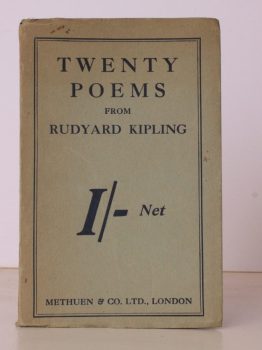 TWENTY
POEMS
FROM
RUDYARD KIPLING
1/- Net
METHUEN & CO. LTD., LONDON